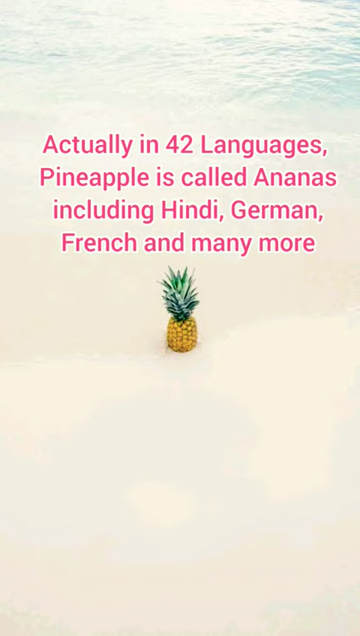 Actually in 42 Languages,
Pineapple is called Ananas
including Hindi, German,
French and many more